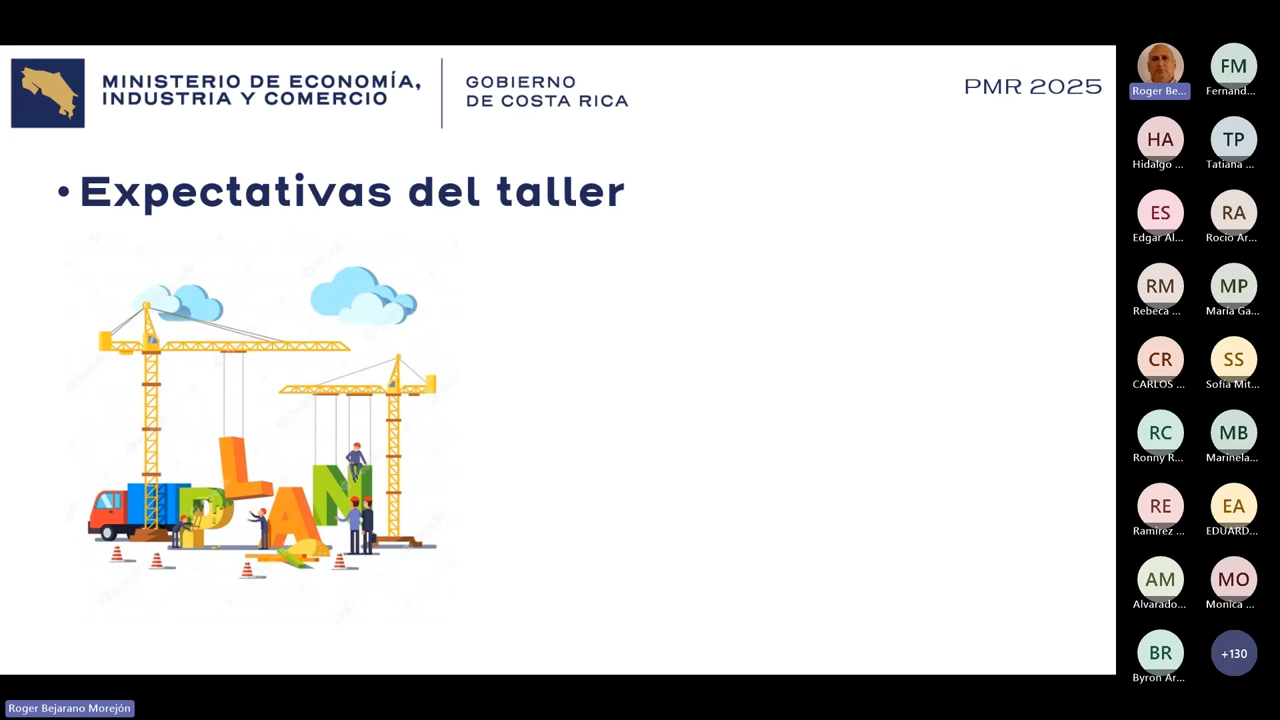 MINISTERIO DE ECONOMÍA,
INDUSTRIA Y COMERCIO
GOBIERNO
DE COSTA RICA
PMR 2025
• Expectativas del taller
PLAN
Roger Be...
FM
Fernand...
HA
Hidalgo ...
TP
Tatiana ...
ES
Edgar Al...
RA
Rocio Ar...
RM
Rebeca ...
MP
María Ga...
CR
CARLOS ...
SS
Sofía Mit...
RC
Ronny R...
MB
Marinela...
RE
Ramirez ...
EA
EDUARD...
AM
Alvarado...
MO
Monica ...
BR
Byron Ar...
+130
Roger Bejarano Morejón